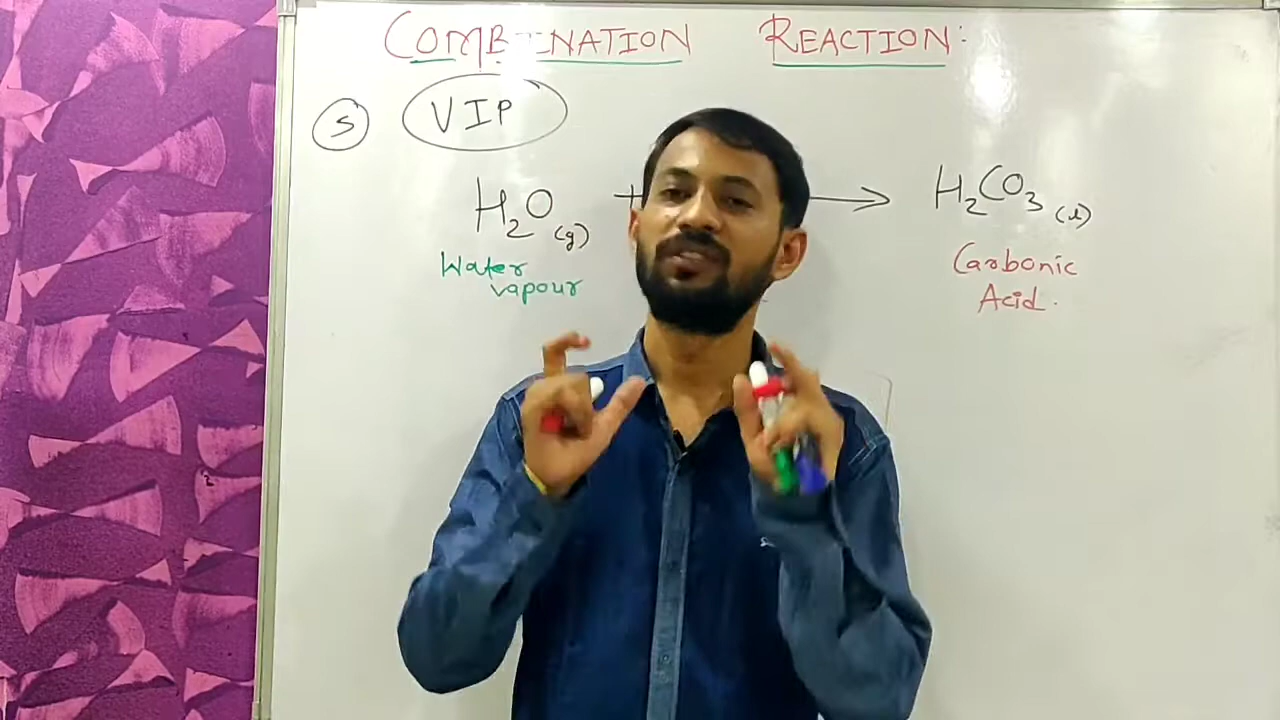 COMBINATION REACTION:
5 VIP
H₂O(g) + → H₂CO₃(l)
Water vapour
Carbonic Acid.